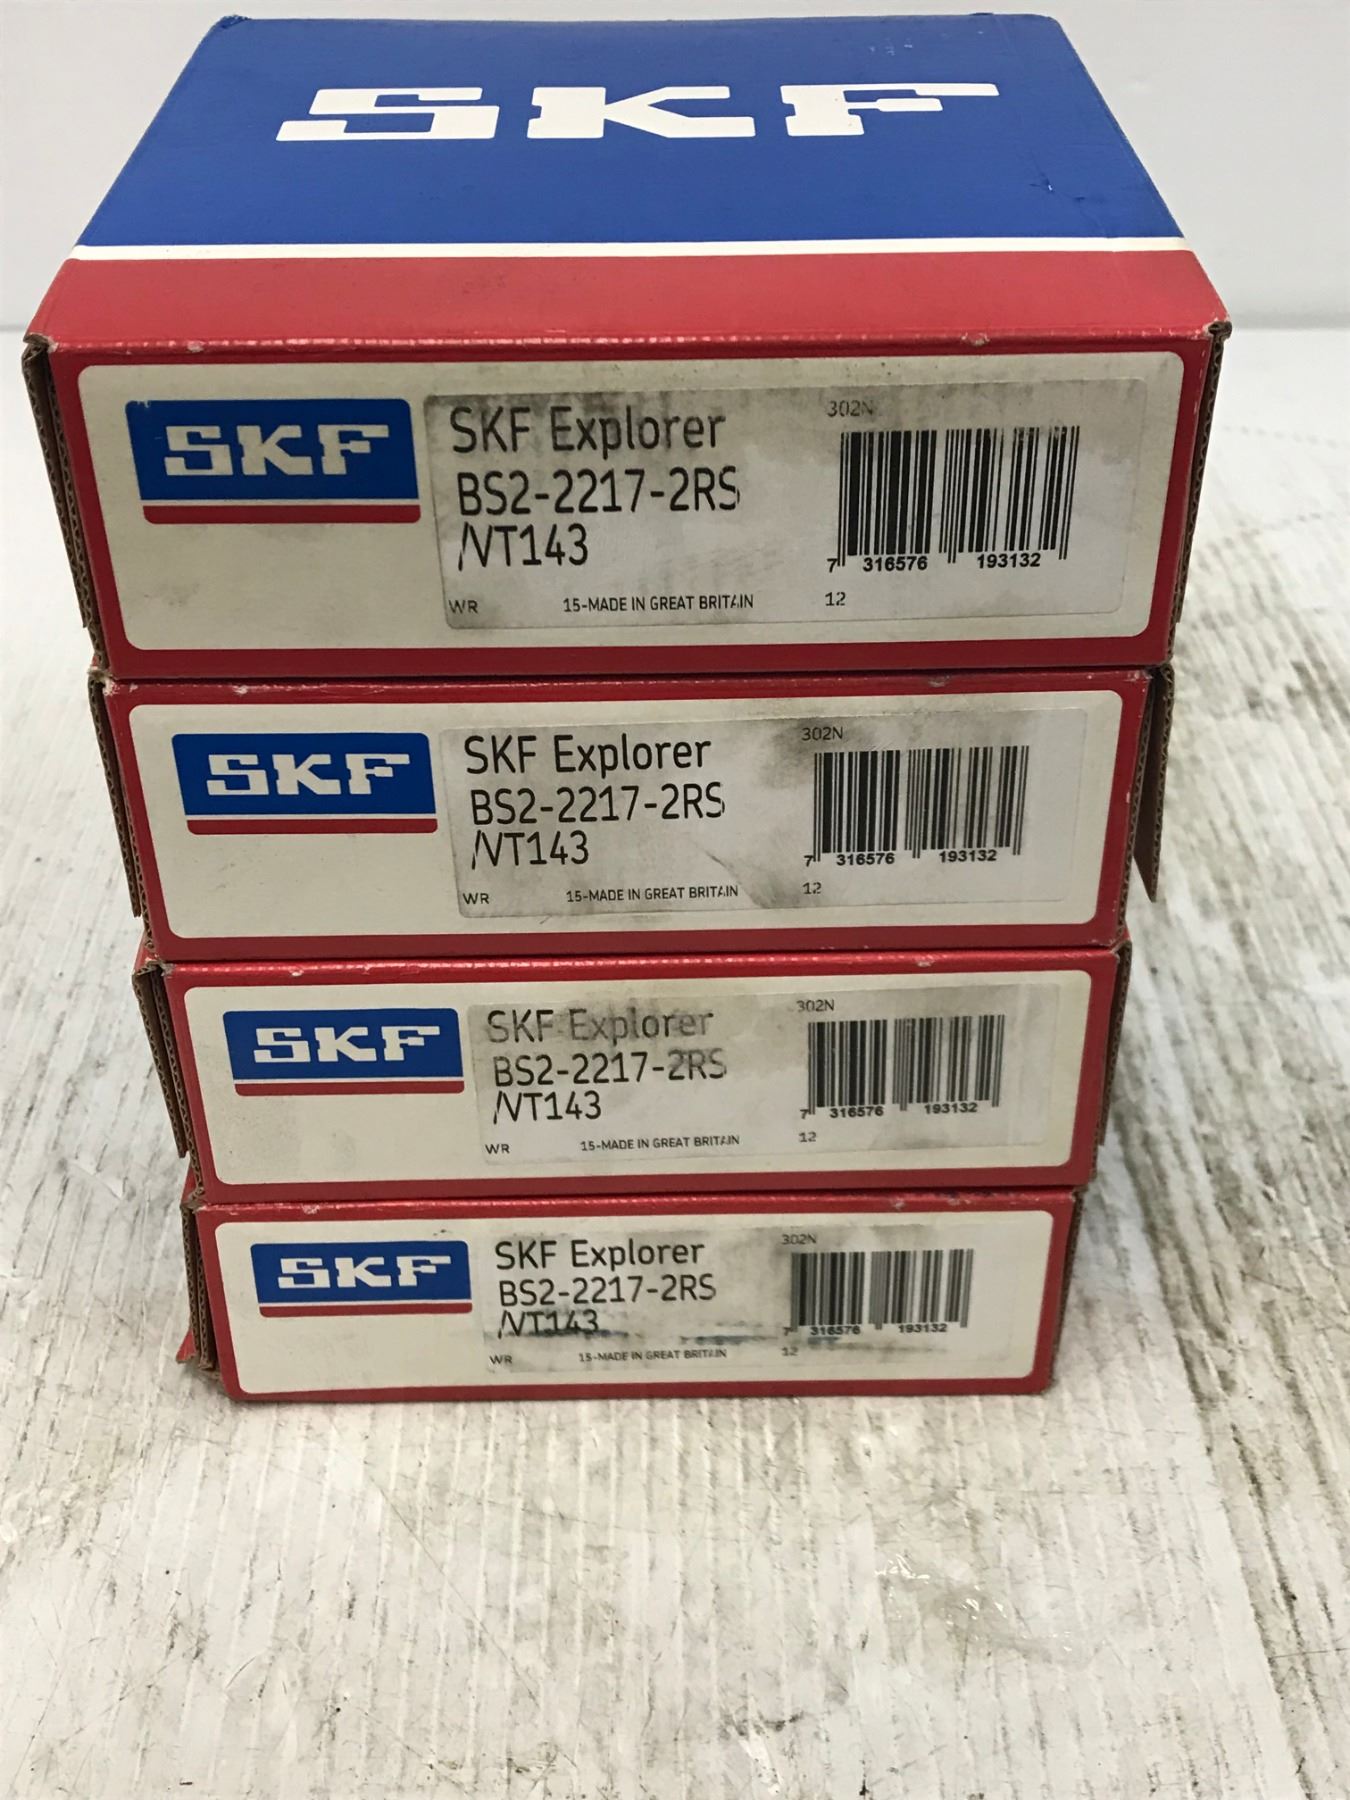 SKF
SKF
SKF Explorer
BS2-2217-2RS
/VT143
302N
7 316576 193132
WR
15-MADE IN GREAT BRITAIN
12
SKF
SKF Explorer
BS2-2217-2RS
/VT143
302N
7 316576 193132
WR
15-MADE IN GREAT BRITAIN
12
SKF
SKF Explorer
BS2-2217-2RS
/VT143
302N
7 316576 193132
WR
15-MADE IN GREAT BRITAIN
12
SKF
SKF Explorer
BS2-2217-2RS
/VT143
302N
7 316576 193132
WR
15-MADE IN GREAT BRITAIN
12